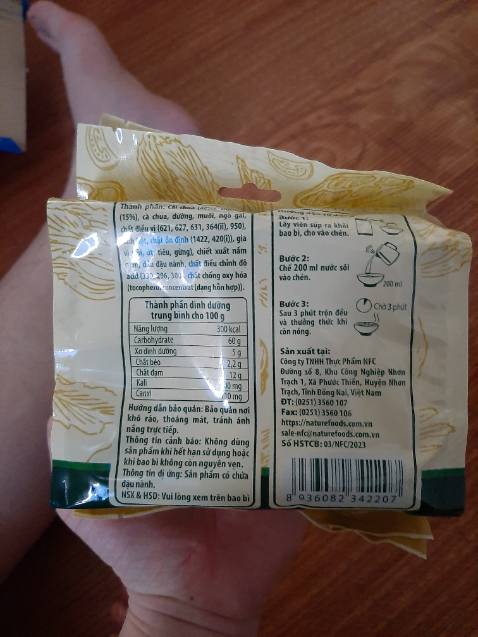 Thành phần: Cải chua
(15%), cà chua, đường, muối, ngò gai,
chất điều vị (621, 627, 631, 364(ii), 950),
chất ổn định (1422, 420(i)), gia
tiêu, gừng), chiết xuất nấm
dầu đậu nành, chất điều chỉnh độ
acid (330, 296, chất chống oxy hóa
(tocopherol concentrat (dạng hỗn hợp)).
Thành phần dinh dưỡng
trung bình cho 100 g
Năng lượng 300 kcal
Carbohydrate 60 g
Xơ dinh dưỡng 5 g
Chất béo 2,2 g
Chất đạm 12 g
Kali mg
Canxi mg
Hướng dẫn bảo quản: Bảo quản nơi
khô ráo, thoáng mát, tránh ánh
nắng trực tiếp.
Thông tin cảnh báo: Không dùng
sản phẩm khi hết hạn sử dụng hoặc
khi bao bì không còn nguyên vẹn.
Thông tin dị ứng: Sản phẩm có chứa
đậu nành.
NSX & HSD: Vui lòng xem trên bao bì
Bước 1:
Lấy viên súp ra khỏi
bao bì, cho vào chén.
Bước 2:
Chế 200 ml nước sôi
vào chén.
200 ml
Bước 3:
Sau 3 phút trộn đều
và thưởng thức khi
còn nóng.
Chờ 3 phút
Sản xuất tại:
Công ty TNHH Thực Phẩm NFC
Đường số 8, Khu Công Nghiệp Nhơn
Trạch 1, Xã Phước Thiền, Huyện Nhơn
Trạch, Tỉnh Đồng Nai, Việt Nam
ĐT: (0251) 3560 107
Fax: (0251) 3560 106
https://naturefoods.com.vn
sale-nfc@naturefoods.com.vn
Số HSTCB: 03/NFC/2023
8 936082 342207